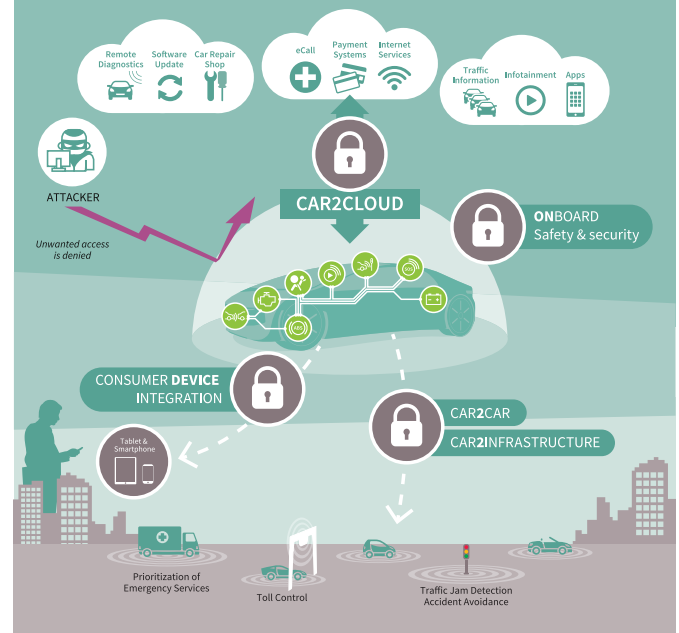 Remote
Diagnostics
Software
Update
Car Repair
Shop
eCall
Payment
Systems
Internet
Services
Traffic
Information
Infotainment
Apps
ATTACKER
Unwanted access
is denied
CAR2CLOUD
ONBOARD
Safety & security
ABS
CONSUMER DEVICE
INTEGRATION
CAR2CAR
CAR2INFRASTRUCTURE
Tablet &
Smartphone
Prioritization of
Emergency Services
Toll Control
Traffic Jam Detection
Accident Avoidance